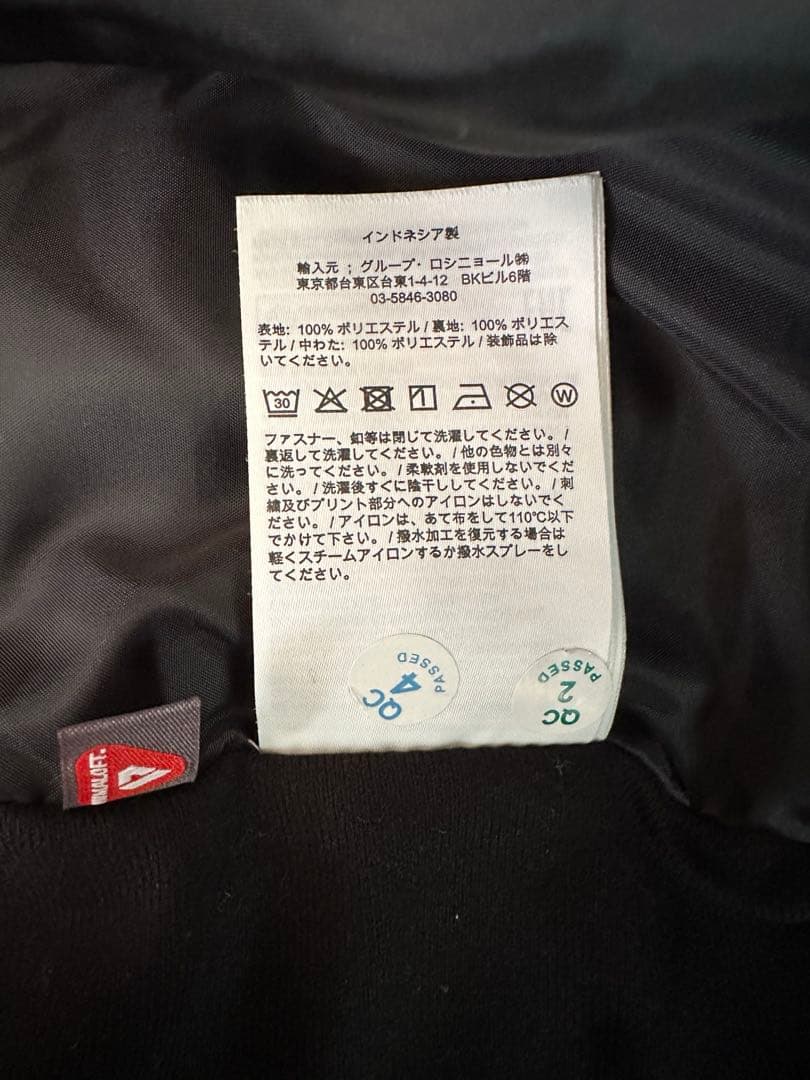 インドネシア製
輸入元 ; グループ・ロシニョール㈱
東京都台東区台東1-4-12 BKビル6階
03-5846-3080
表地: 100% ポリエステル / 裏地: 100% ポリエス
テル / 中わた: 100% ポリエステル / 装飾品は除
いてください。
30
W
ファスナー、釦等は閉じて洗濯してください。 /
裏返して洗濯してください。 / 他の色物とは別々
に洗ってください。 / 柔軟剤を使用しないでくだ
さい。 / 洗濯後すぐに陰干ししてください。 / 刺
繍及びプリント部分へのアイロンはしないでく
ださい。 / アイロンは、あて布をして110℃以下
でかけて下さい。 / 撥水加工を復元する場合は
軽くスチームアイロンするか撥水スプレーをし
てください。
QC
4
PASSED
QC
2
PASSED